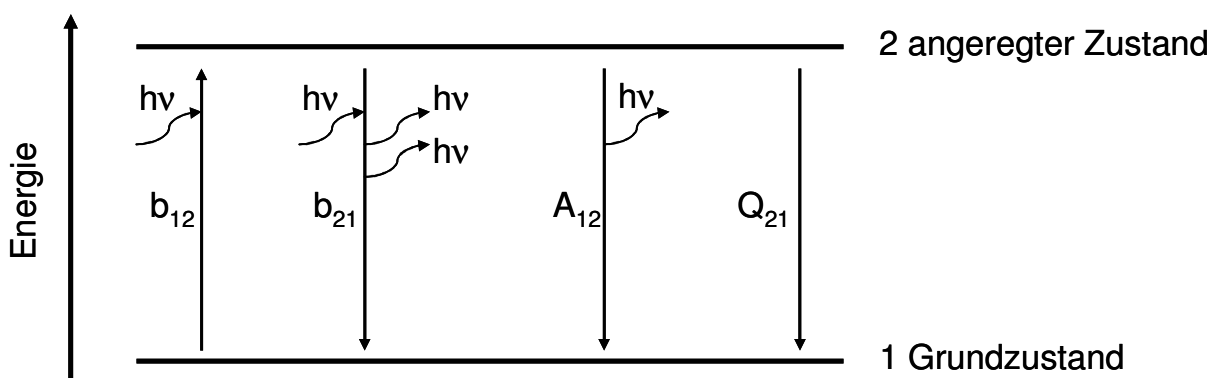 2 angeregter Zustand
hν hν hν hν
hν
b12 b21 A12 Q21
Energie
1 Grundzustand